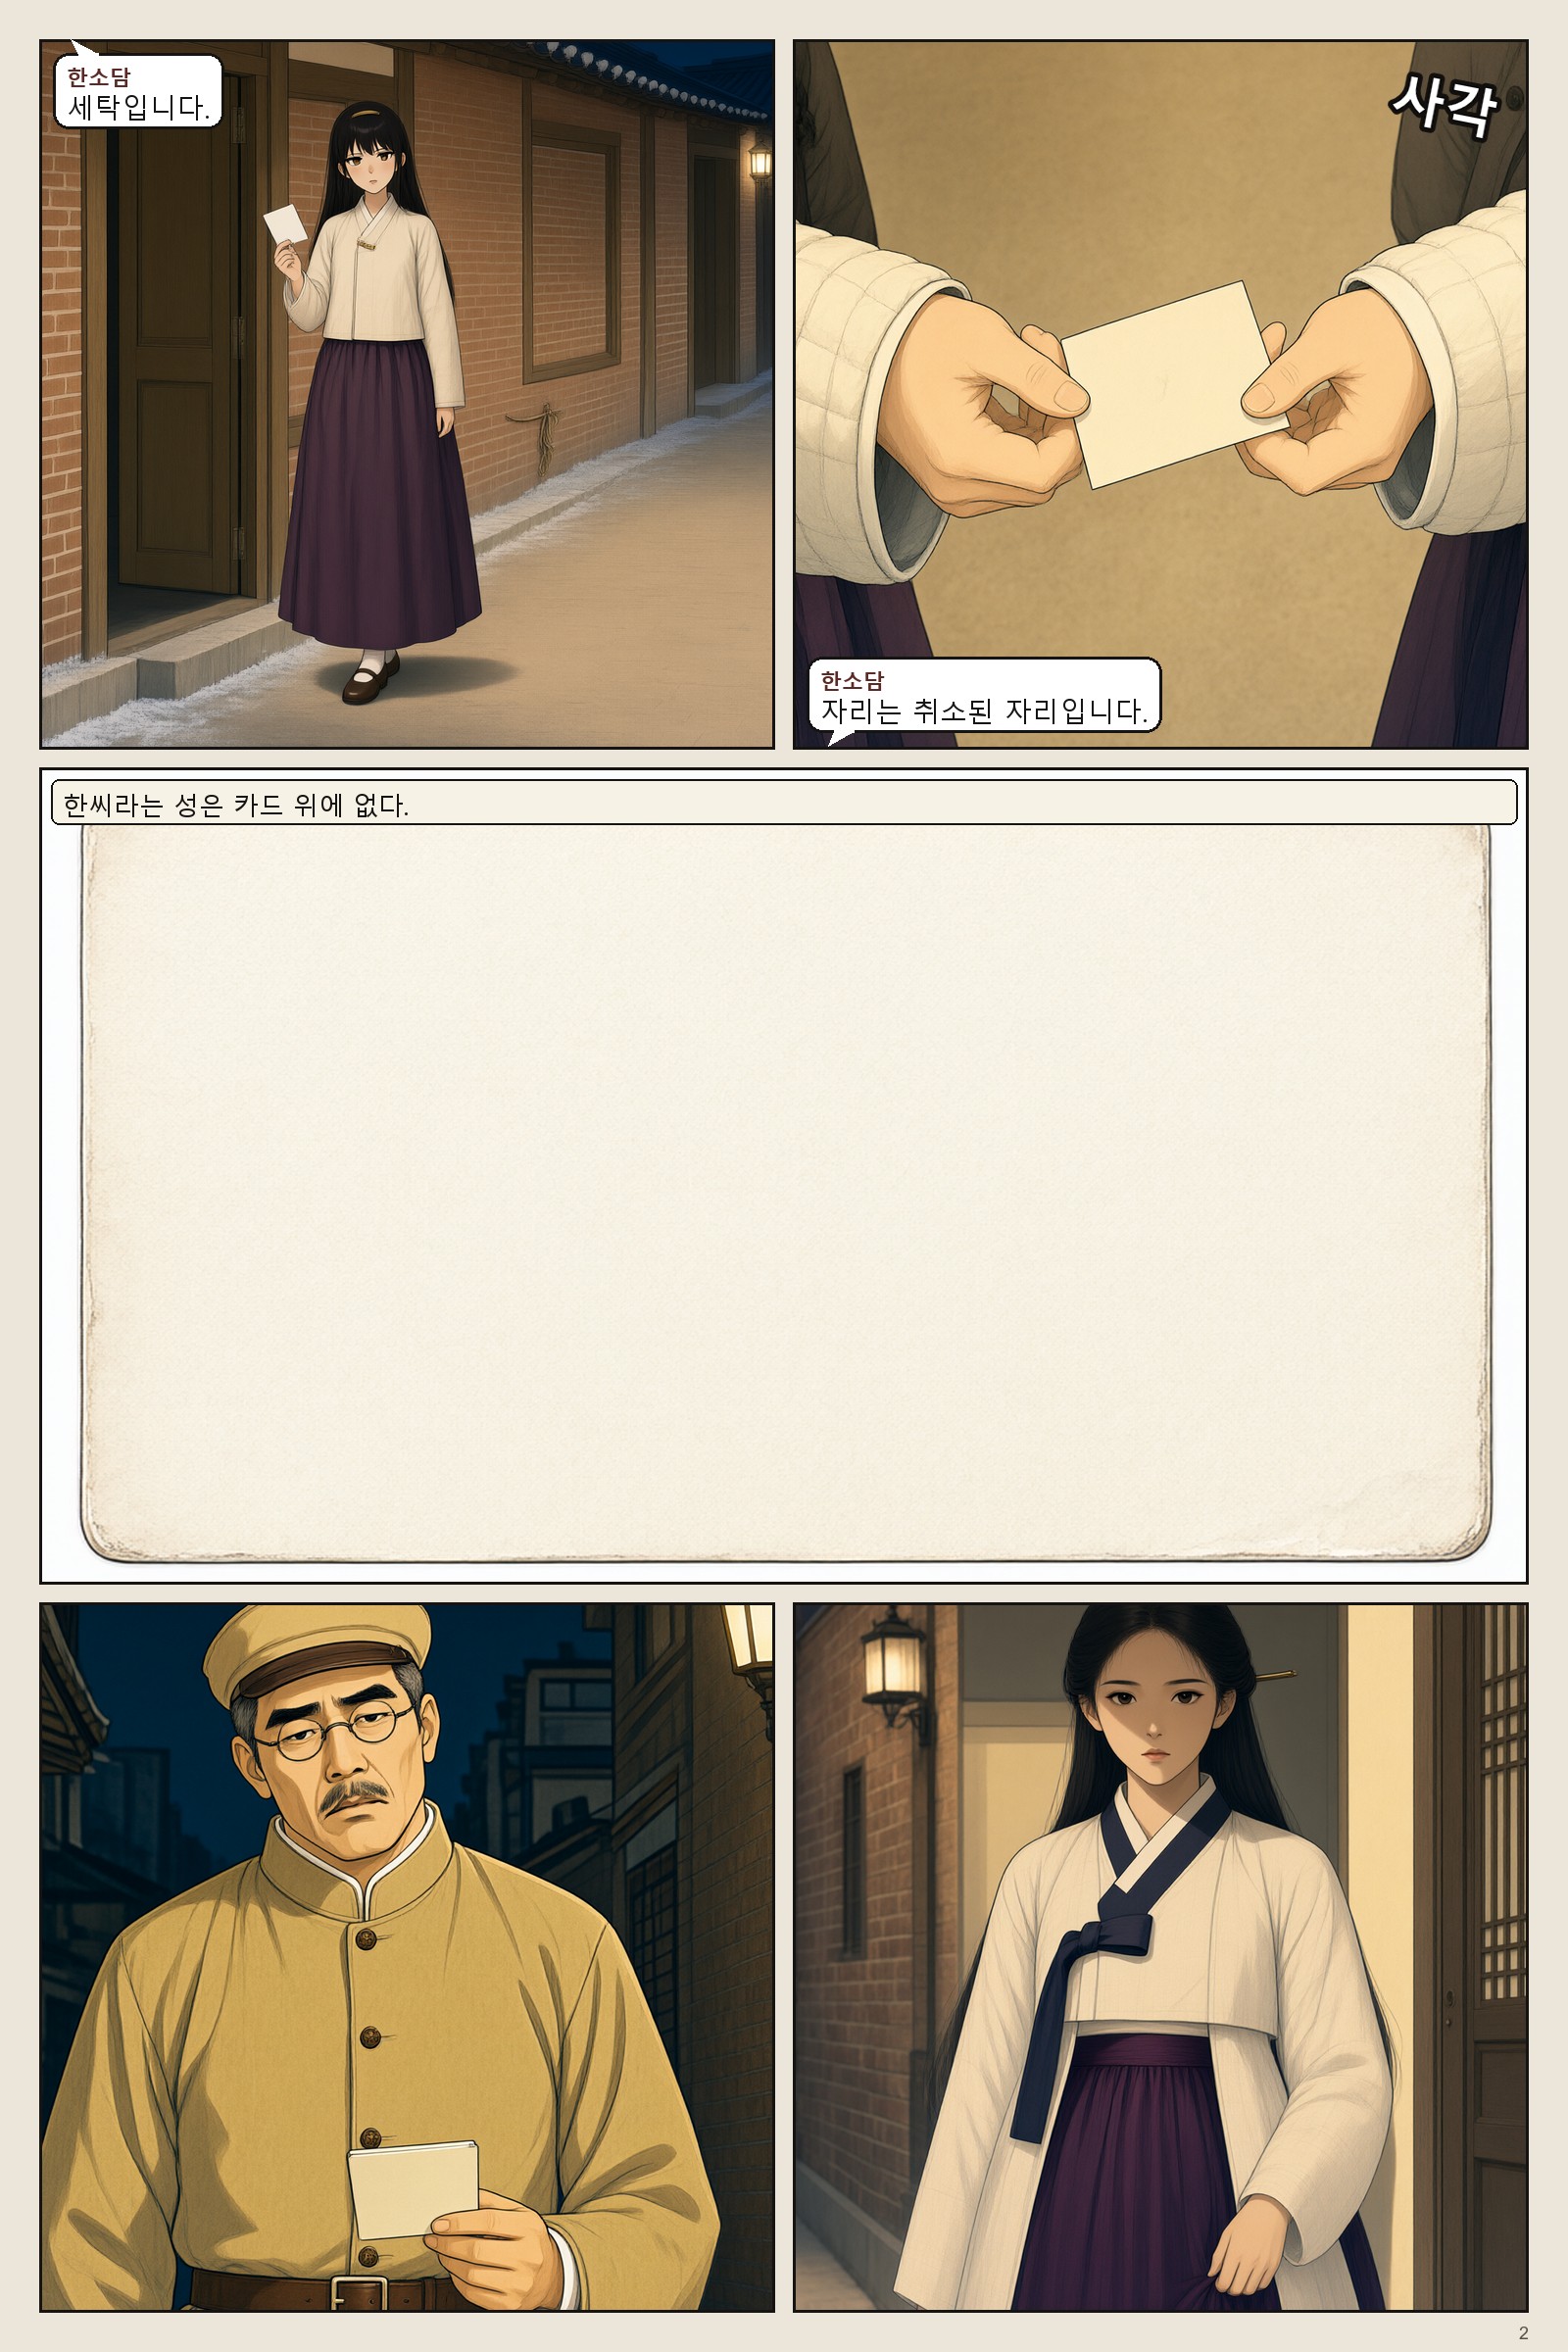 한소담
세탁입니다.
사각
한소담
자리는 취소된 자리입니다.
한씨라는 성은 카드 위에 없다.
2